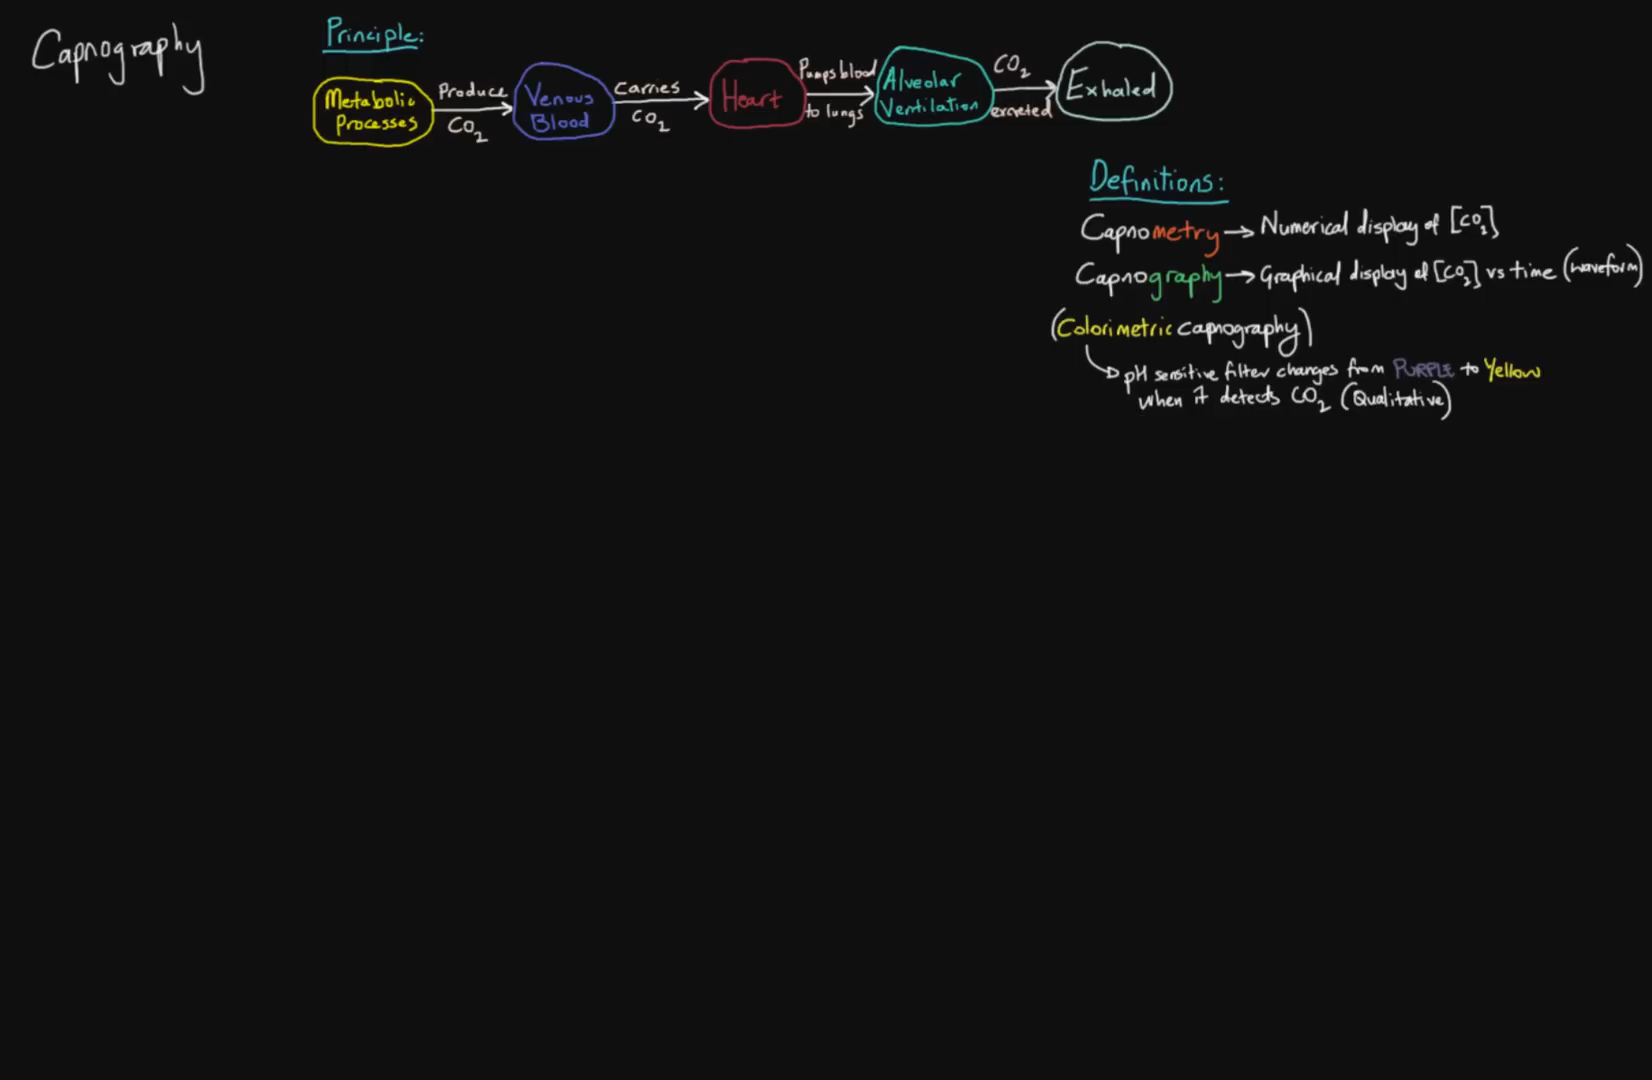 Capnography
Principle:
Metabolic
Processes
Produce
CO2
Venous
Blood
Carries
CO2
Heart
Pumps blood
to lungs
Alveolar
Ventilation
CO2
excreted
Exhaled
Definitions:
Capnometry → Numerical display of [CO2]
Capnography → Graphical display of [CO2] vs time (waveform)
(Colorimetric capnography)
pH sensitive filter changes from PURPLE to Yellow
when it detects CO2 (Qualitative)